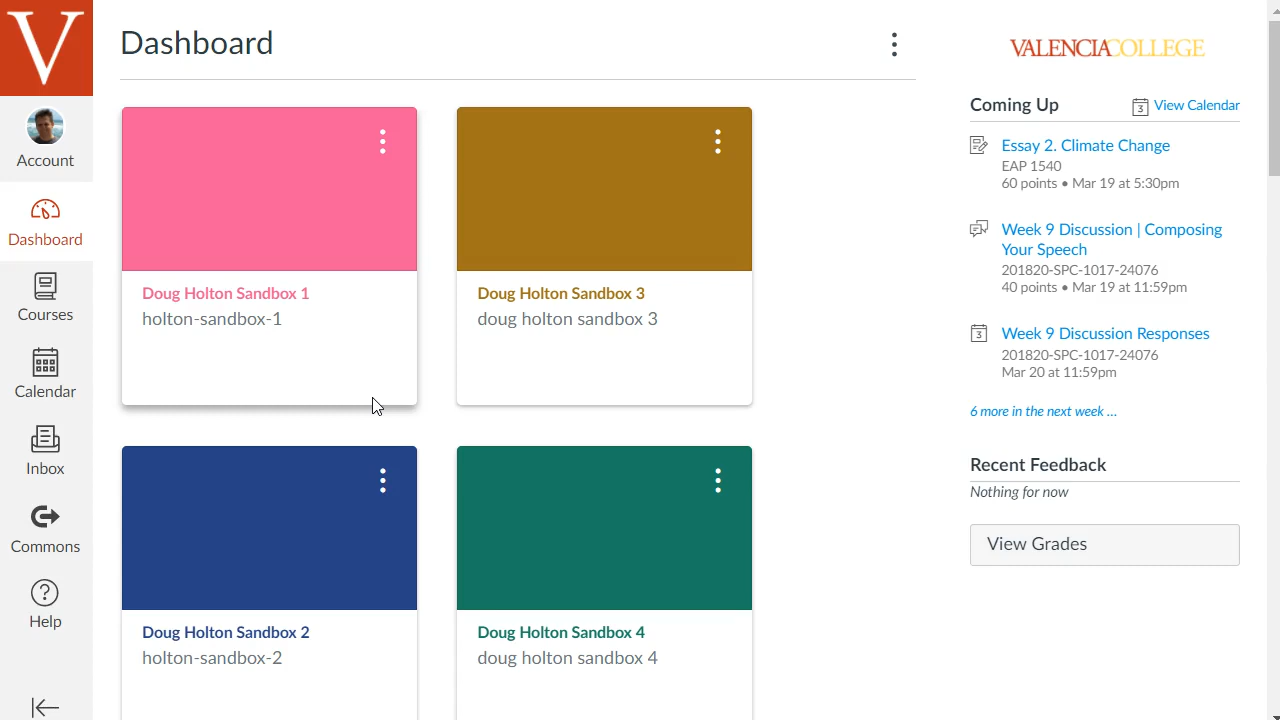 V
Account
Dashboard
Courses
Calendar
Inbox
Commons
Help
Dashboard
Doug Holton Sandbox 1
holton-sandbox-1
Doug Holton Sandbox 3
doug holton sandbox 3
Doug Holton Sandbox 2
holton-sandbox-2
Doug Holton Sandbox 4
doug holton sandbox 4
VALENCIACOLLEGE
Coming Up
3 View Calendar
Essay 2. Climate Change
EAP 1540
60 points • Mar 19 at 5:30pm
Week 9 Discussion | Composing
Your Speech
201820-SPC-1017-24076
40 points • Mar 19 at 11:59pm
3 Week 9 Discussion Responses
201820-SPC-1017-24076
Mar 20 at 11:59pm
6 more in the next week ...
Recent Feedback
Nothing for now
View Grades